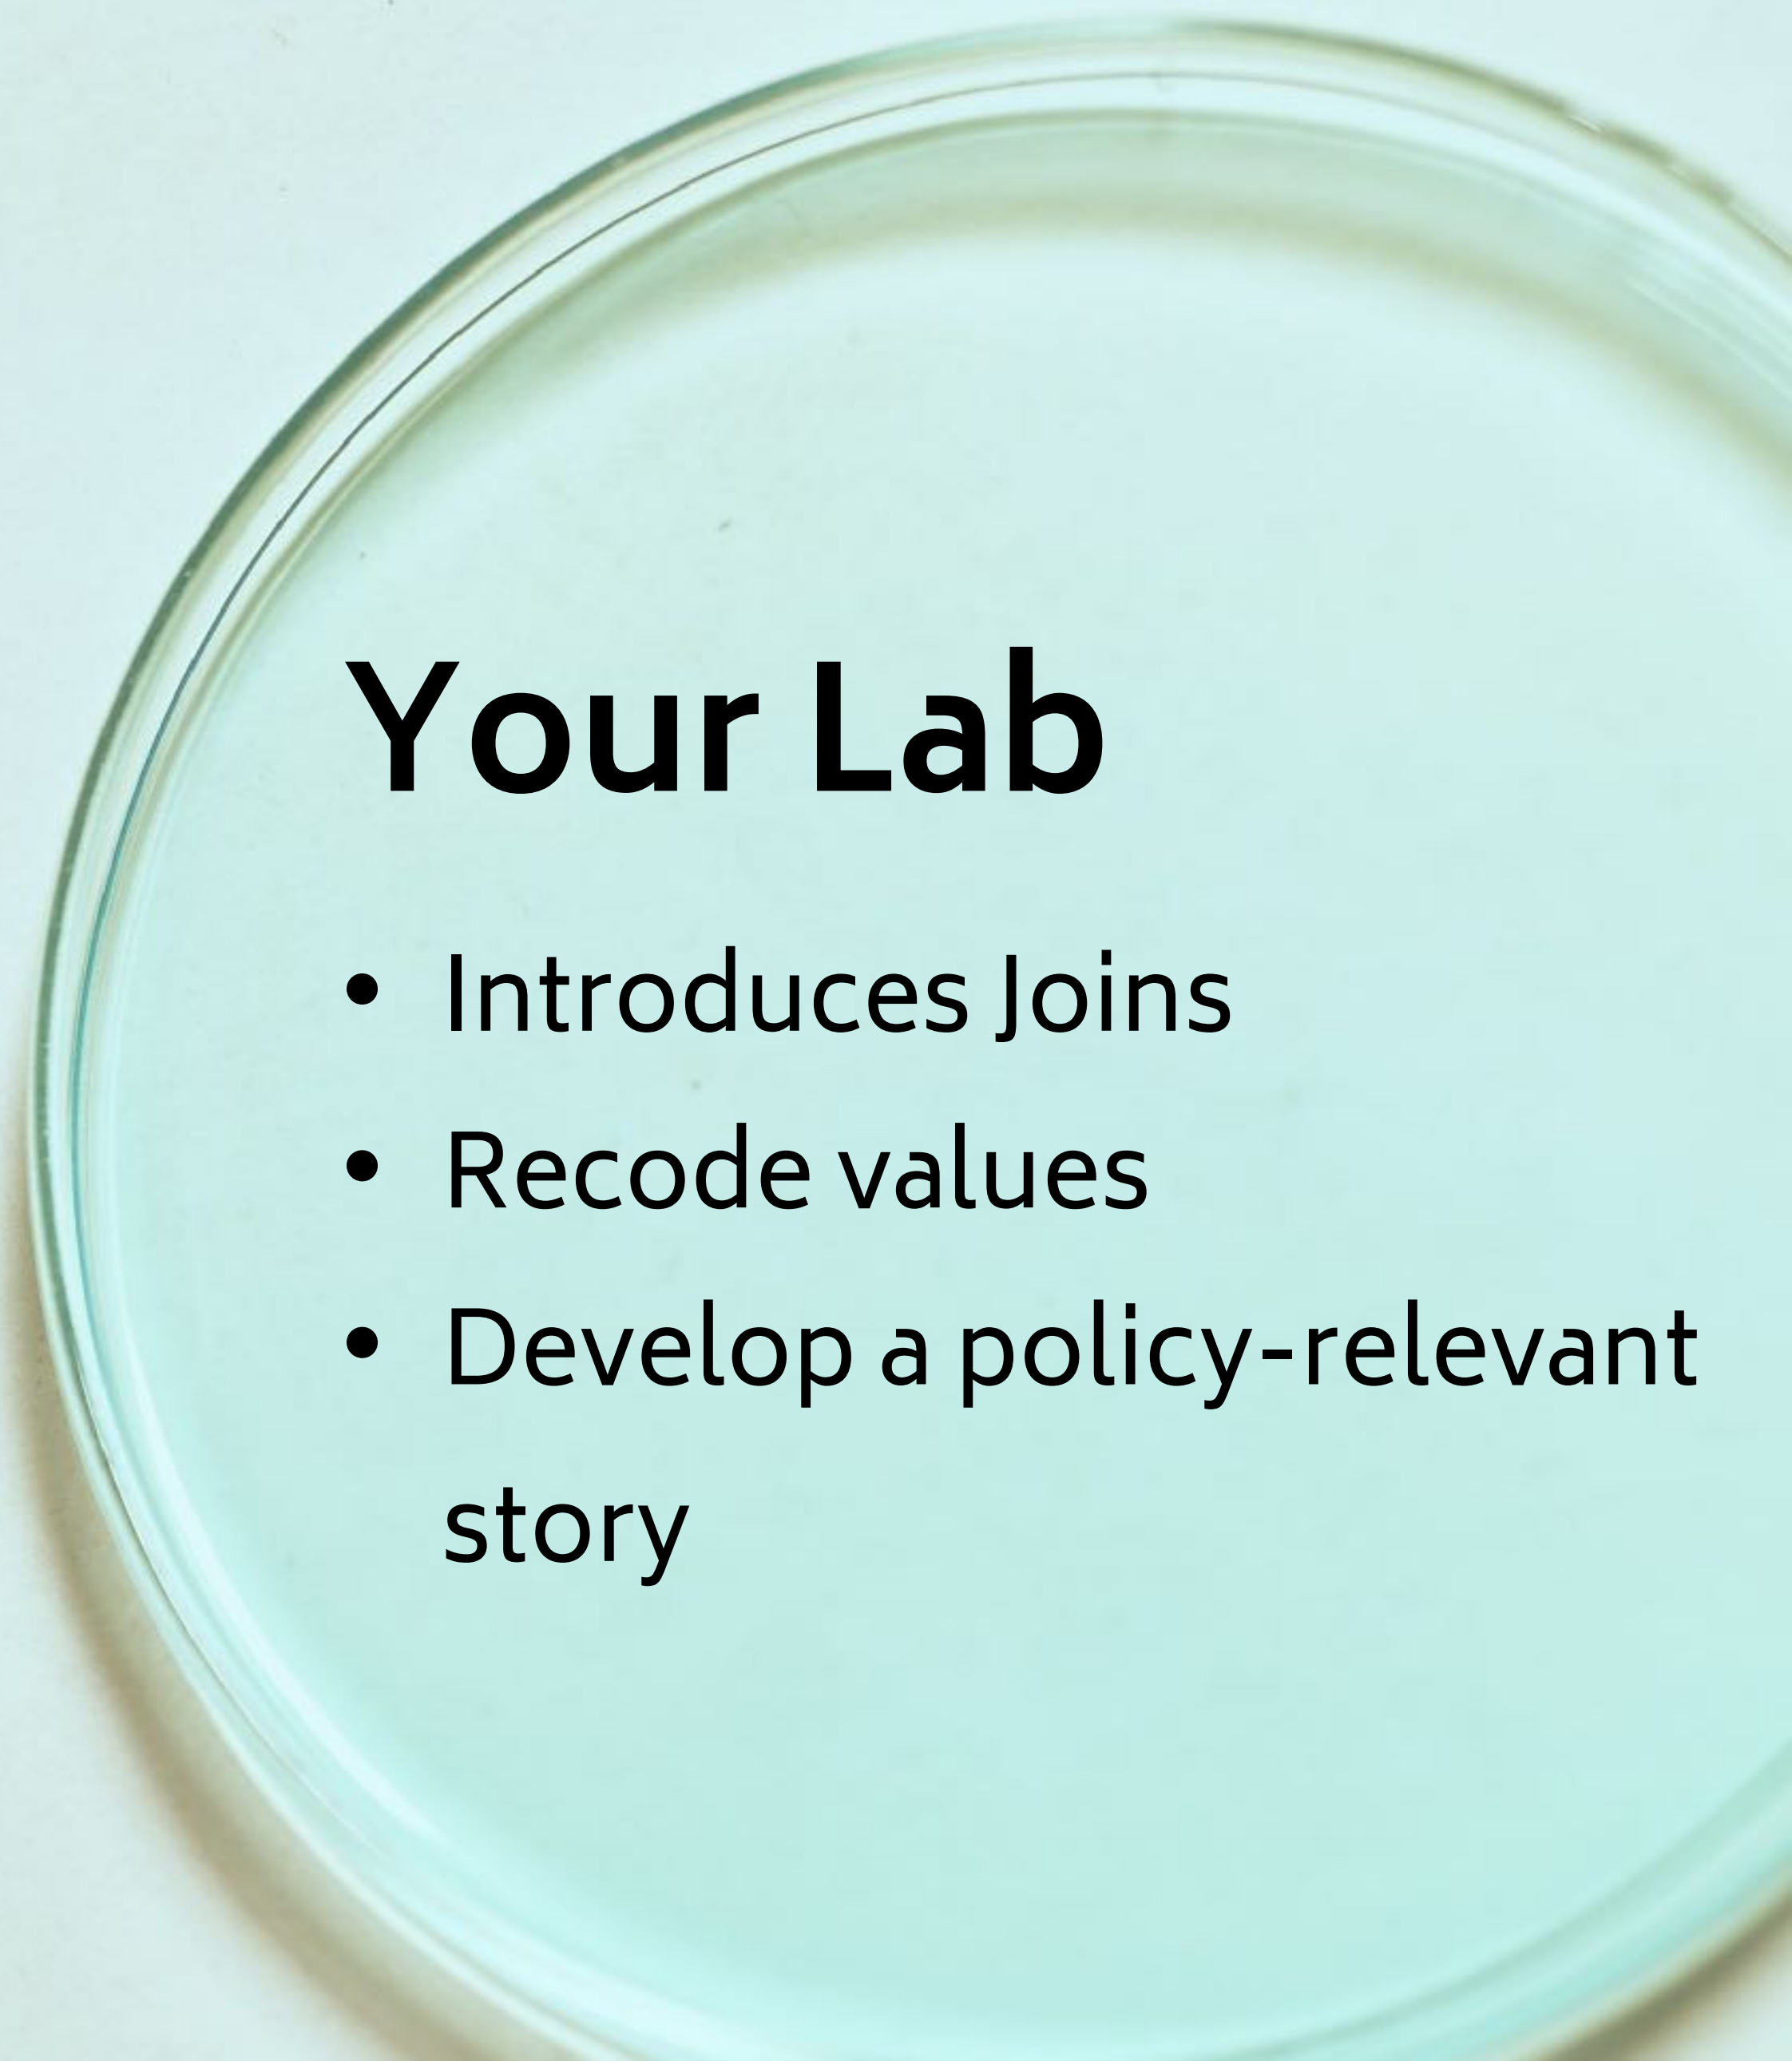 Your Lab
• Introduces Joins
• Recode values
• Develop a policy-relevant
story